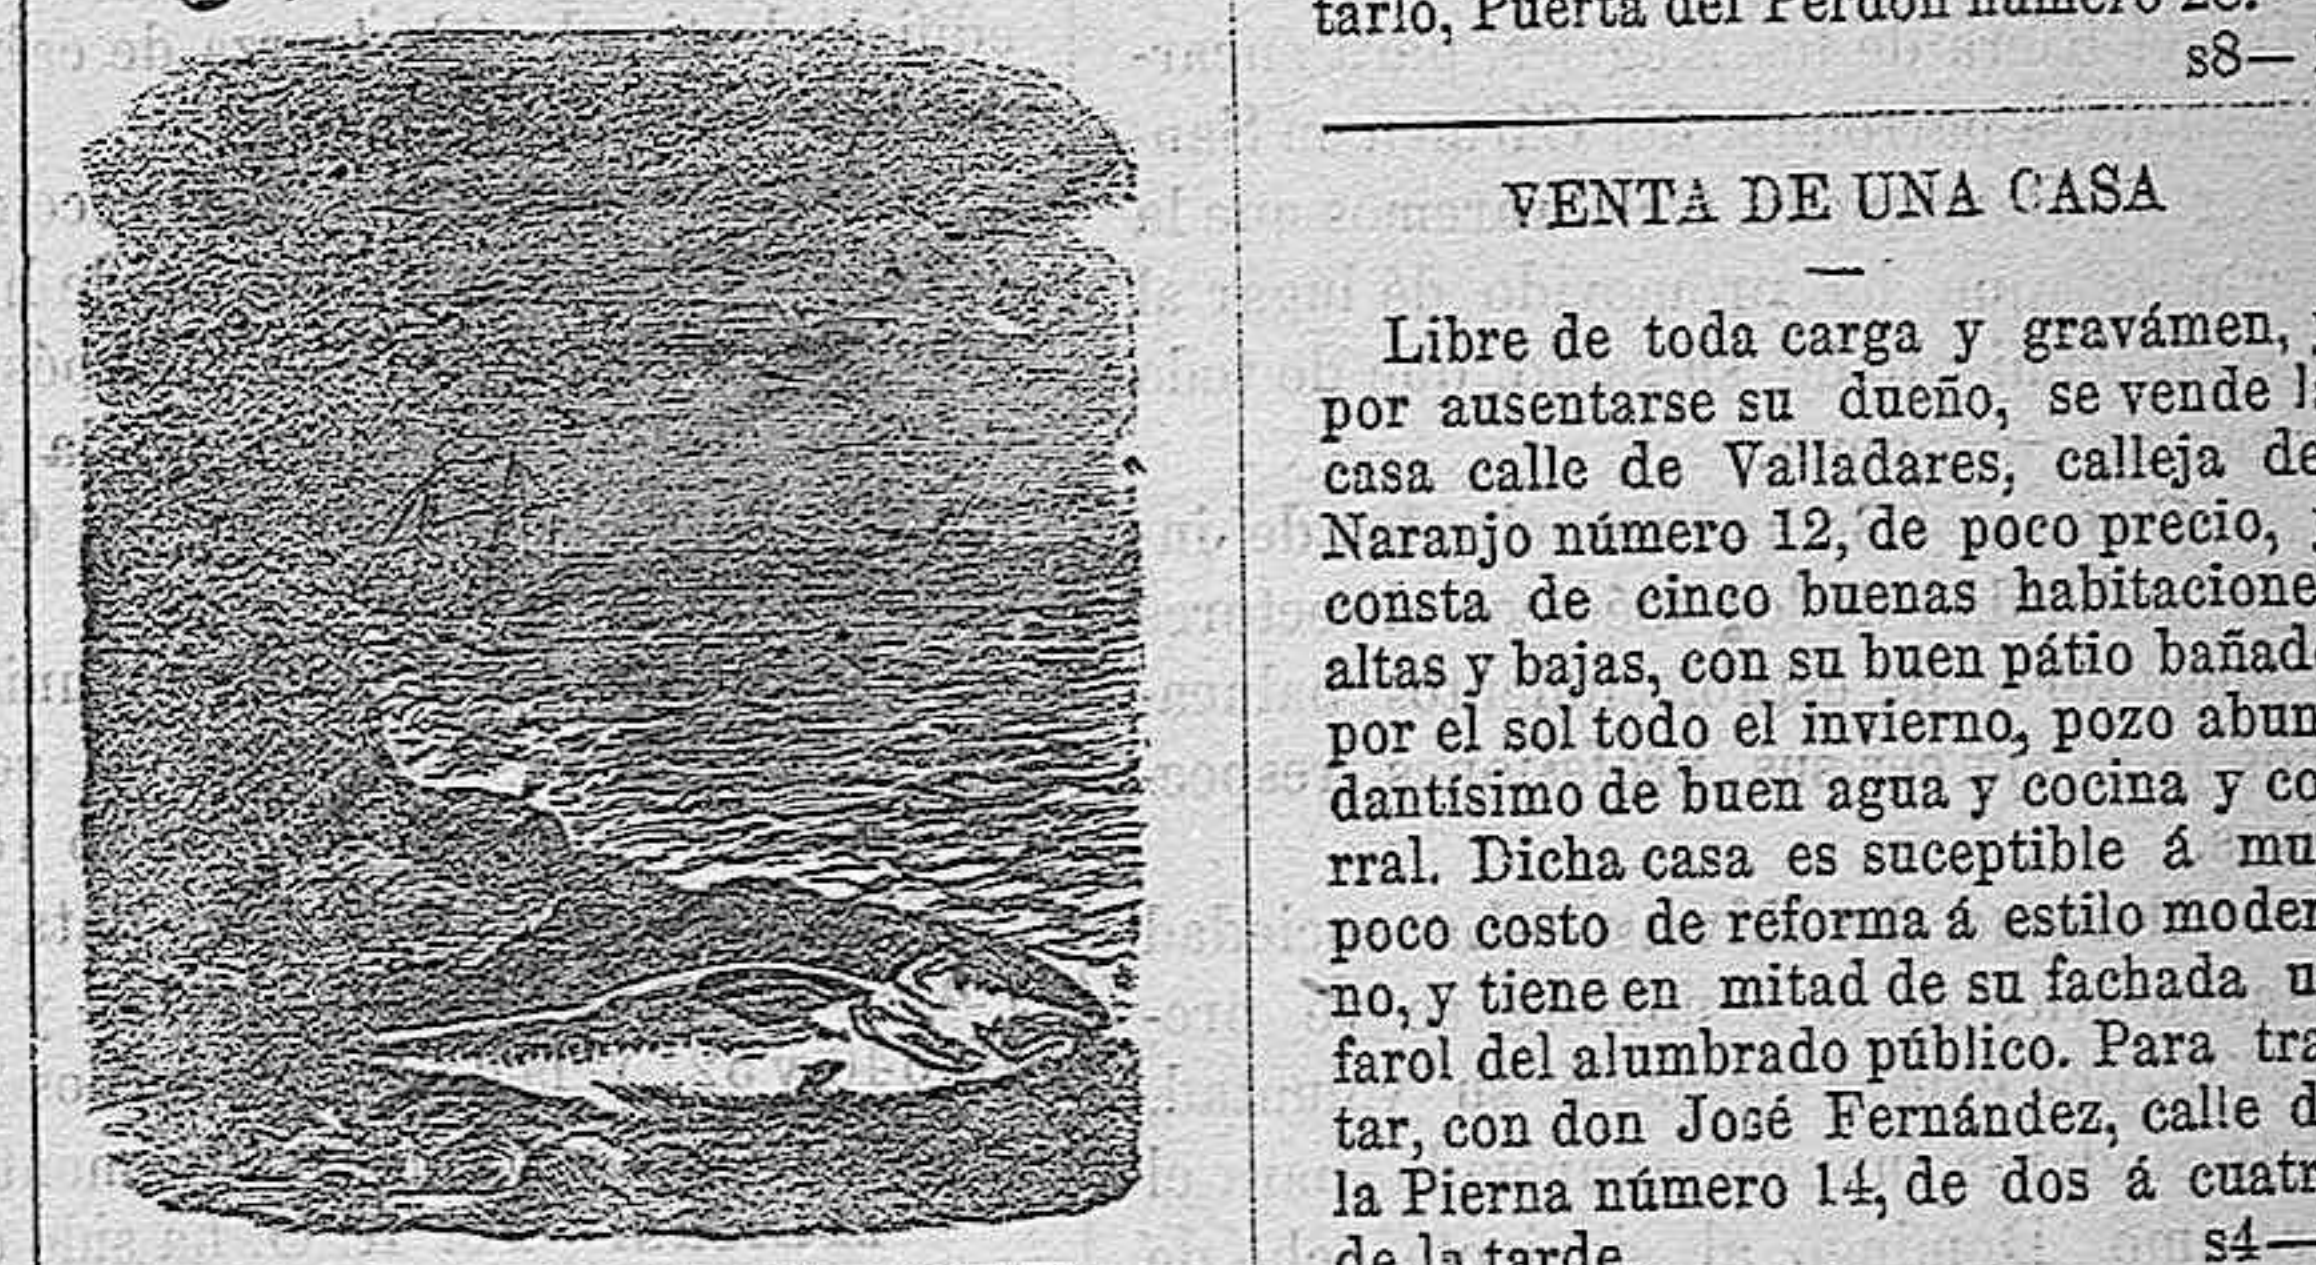 tarlo, Puerta del Perdón número 28.
s8—
VENTA DE UNA CASA
Libre de toda carga y gravámen,
por ausentarse su dueño, se vende
casa calle de Valladares, calleja de
Naranjo número 12, de poco precio,
consta de cinco buenas habitacione
altas y bajas, con su buen pátio bañad
por el sol todo el invierno, pozo abun
dantísimo de buen agua y cocina y co
rral. Dicha casa es suceptible á mu
poco costo de reforma á estilo moder
no, y tiene en mitad de su fachada u
farol del alumbrado público. Para tra
tar, con don José Fernández, calle d
la Pierna número 14, de dos á cuatr
de la tarde
s4—